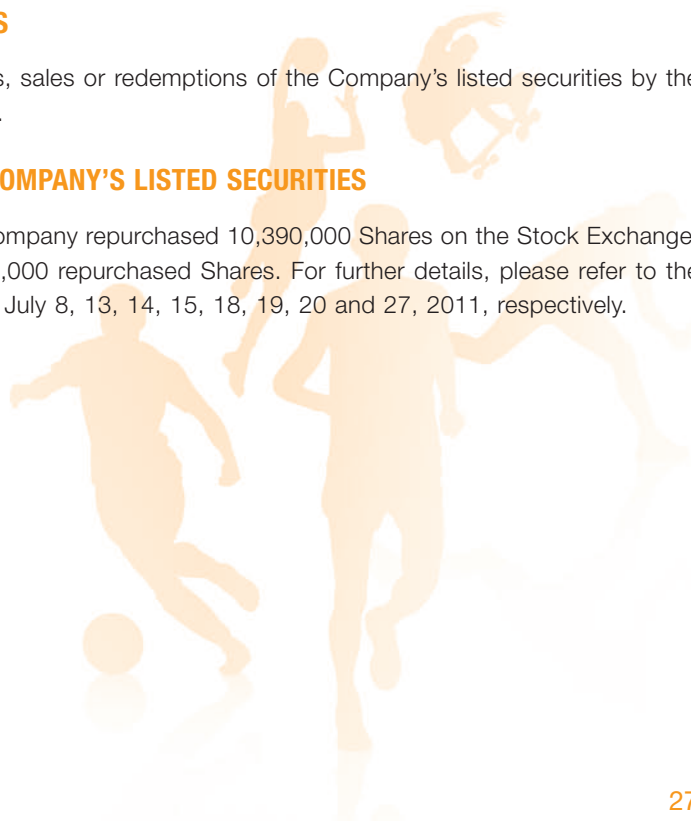 S
s, sales or redemptions of the Company's listed securities by the
.
OMPANY'S LISTED SECURITIES
ompany repurchased 10,390,000 Shares on the Stock Exchange
,000 repurchased Shares. For further details, please refer to the
July 8, 13, 14, 15, 18, 19, 20 and 27, 2011, respectively.
27